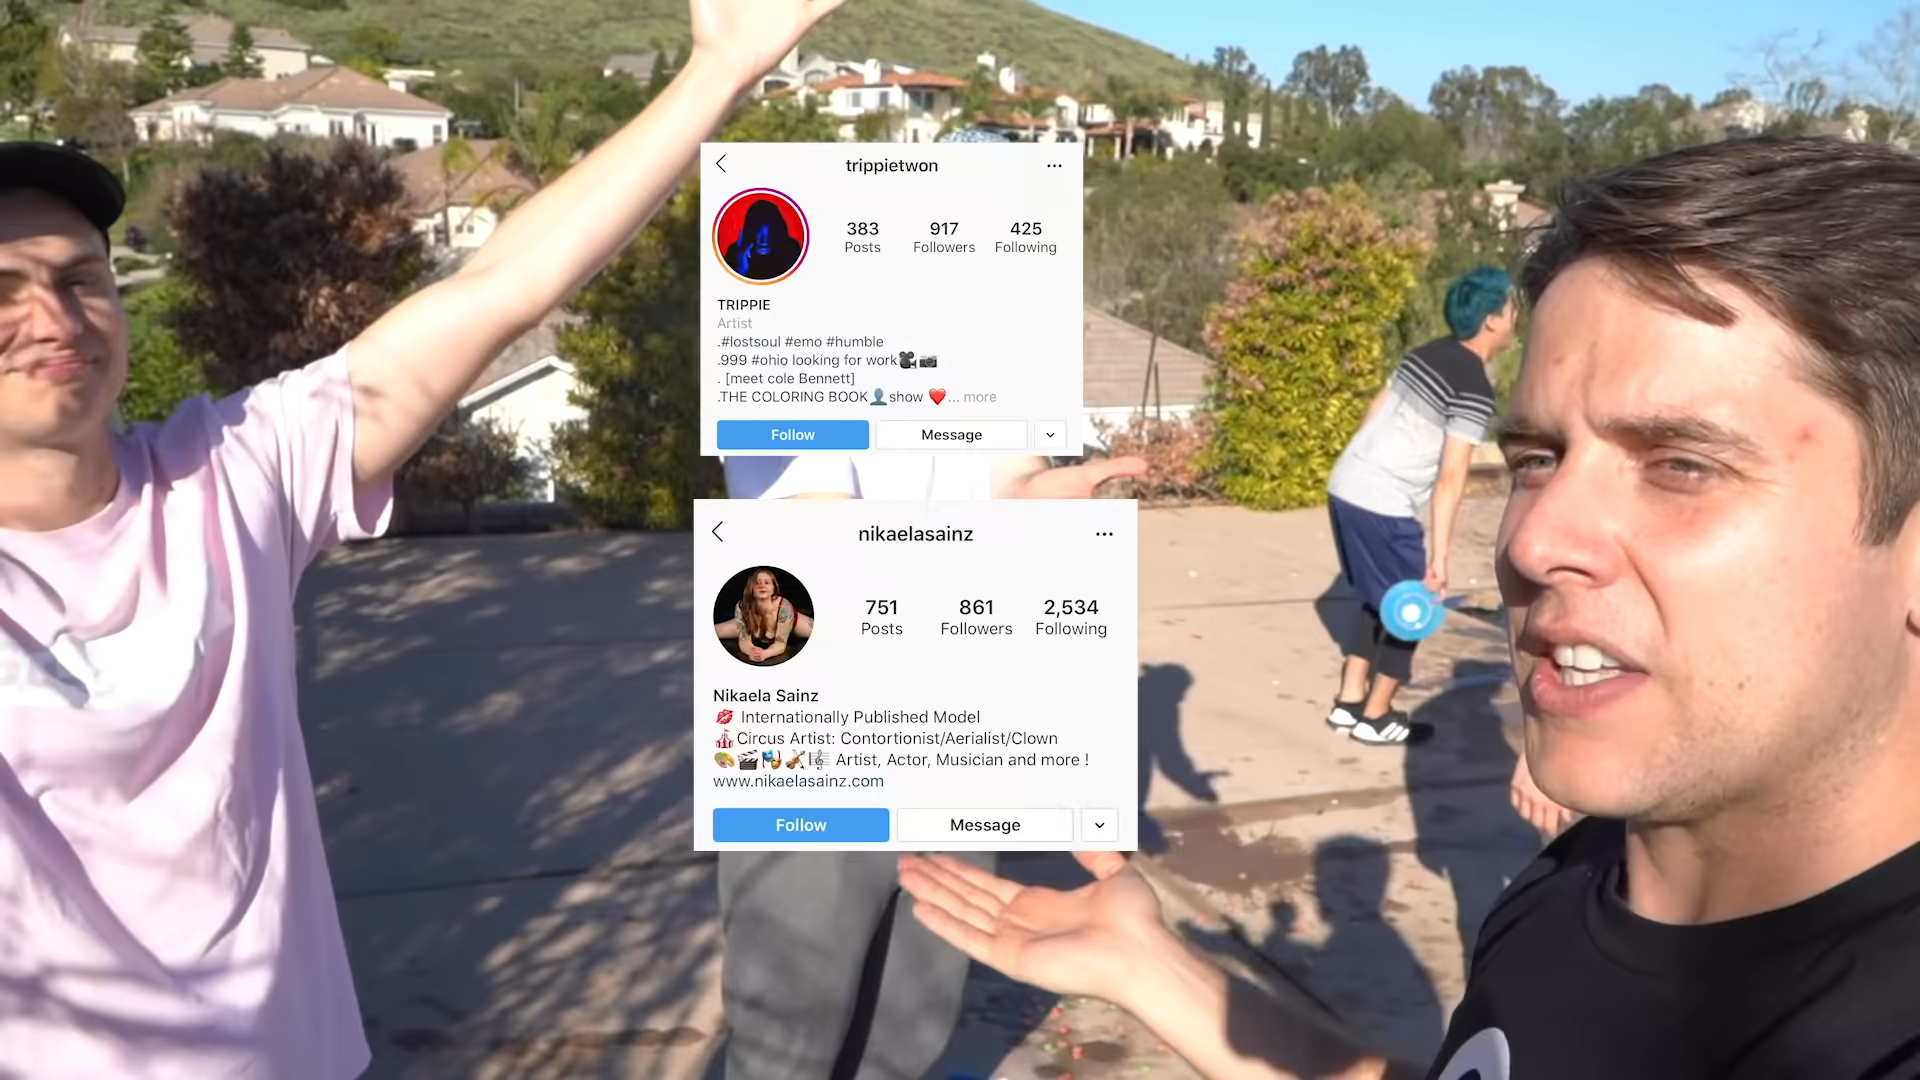 trippietwon
383 917 425
Posts Followers Following
TRIPPIE
Artist
.#lostsoul #emo #humble
.999 #ohio looking for work🎥📷
. [meet cole Bennett]
.THE COLORING BOOK👤show ❤️... more
Follow Message
nikaelasainz
751 861 2,534
Posts Followers Following
Nikaela Sainz
💋 Internationally Published Model
🎪Circus Artist: Contortionist/Aerialist/Clown
🎨🎬🎭🎻🎼 Artist, Actor, Musician and more !
www.nikaelasainz.com
Follow Message